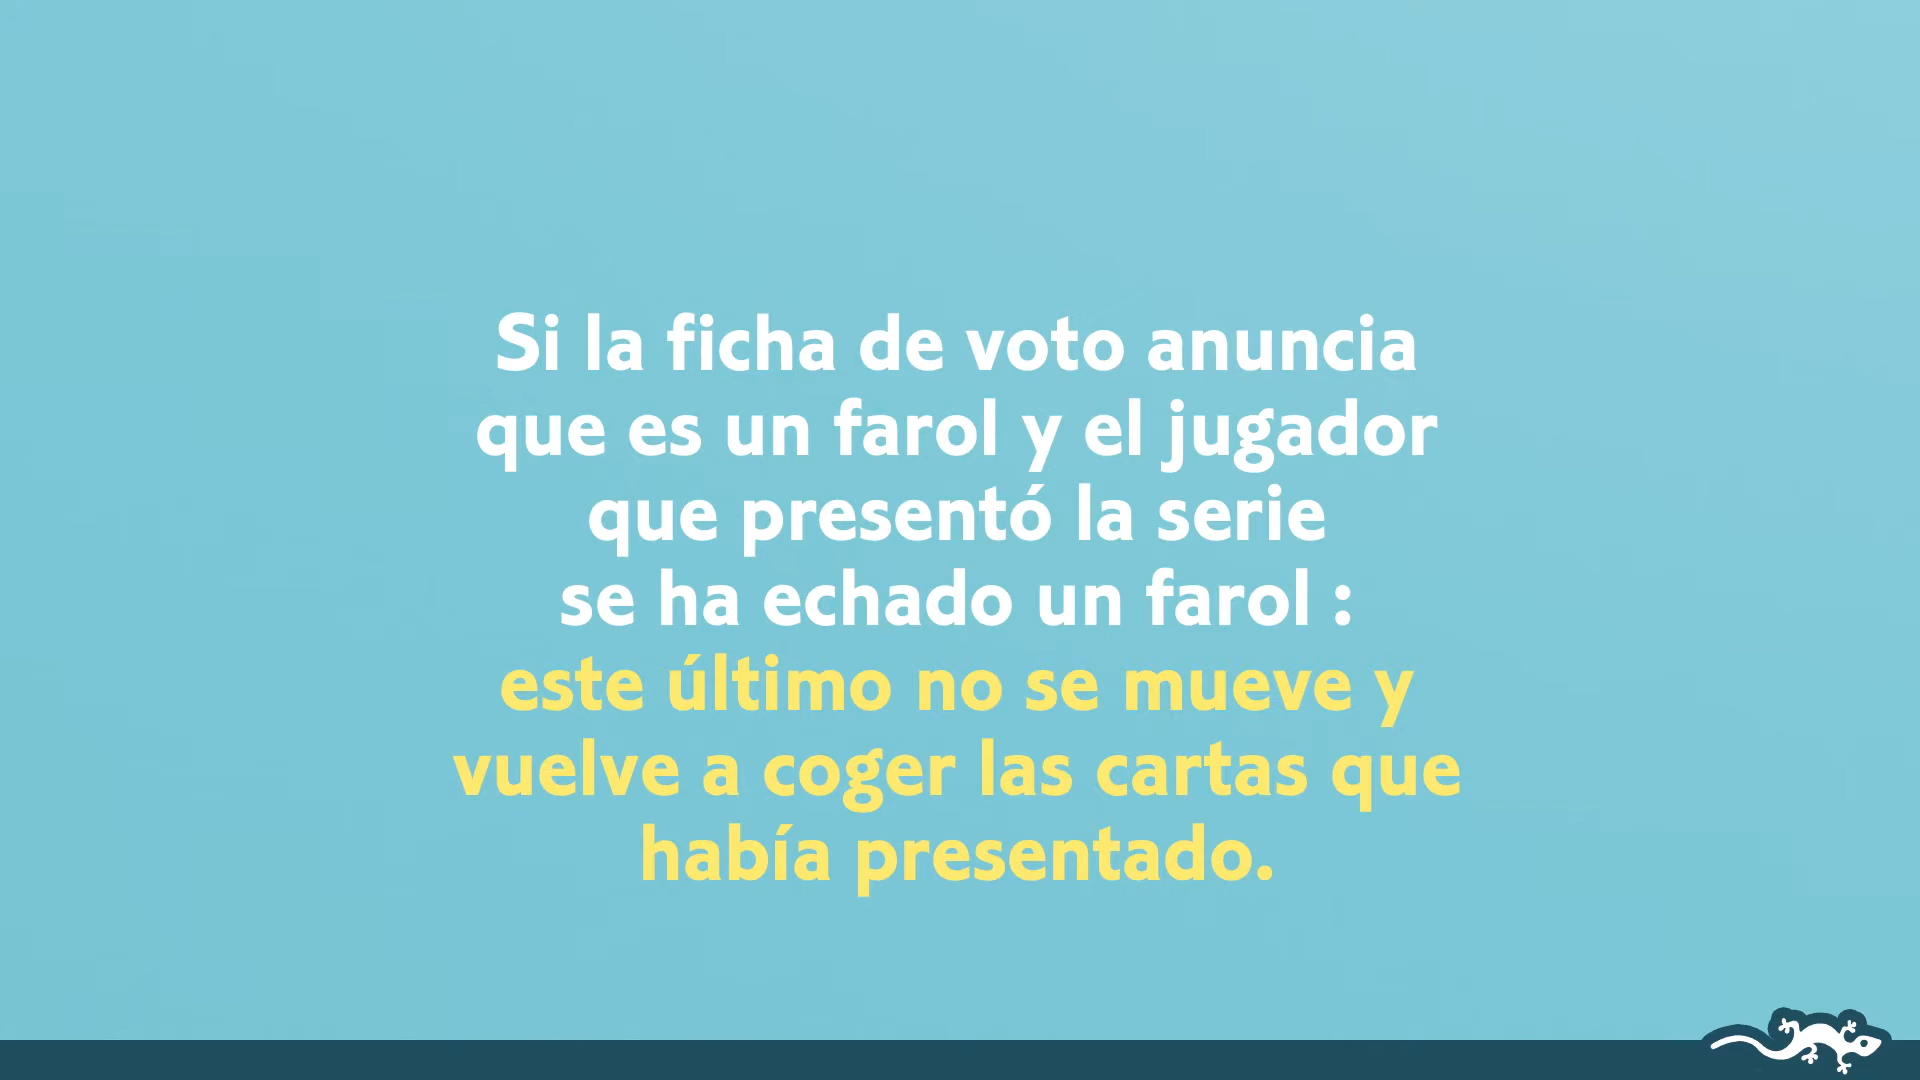 Si la ficha de voto anuncia
que es un farol y el jugador
que presentó la serie
se ha echado un farol :
este último no se mueve y
vuelve a coger las cartas que
había presentado.